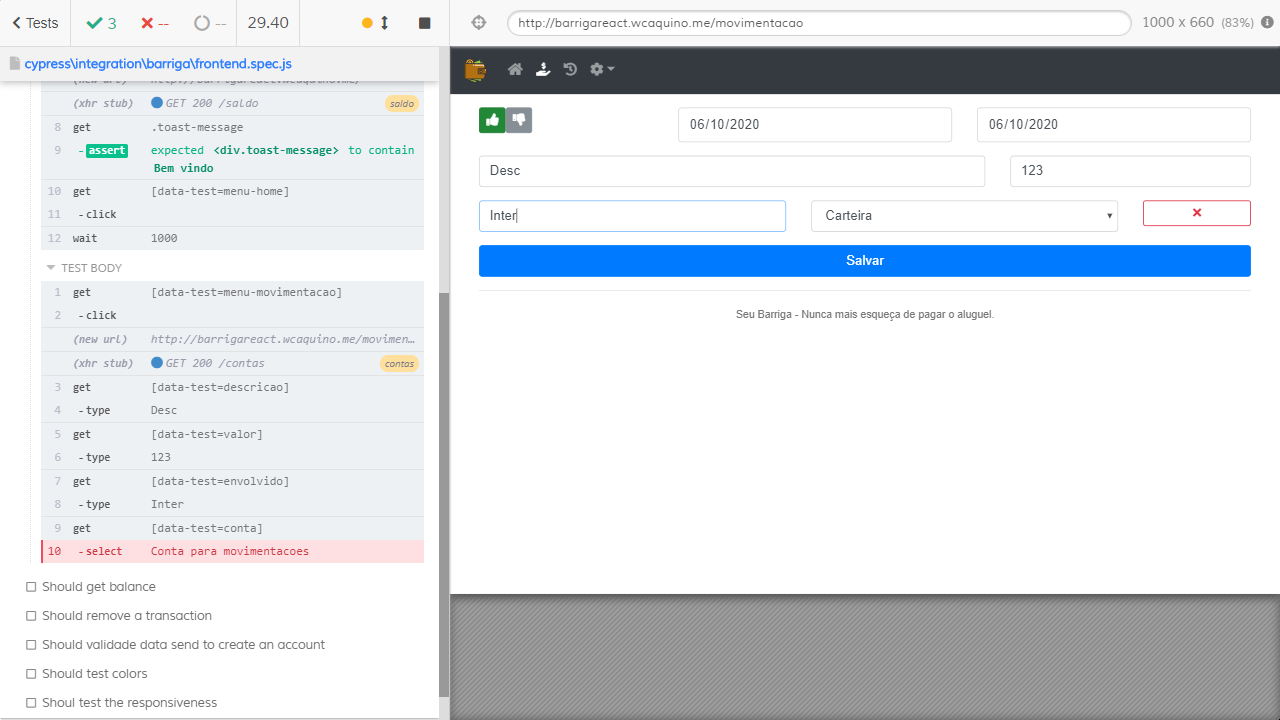 Tests
3
--
--
29.40
http://barrigareact.wcaquino.me/movimentacao
1000 x 660 (83%)
cypress\integration\barriga\frontend.spec.js
(new url) http://barrigareact.wcaquino.me/
(xhr stub) GET 200 /saldo saldo
8 get .toast-message
9 -assert expected <div.toast-message> to contain
Bem vindo
10 get [data-test=menu-home]
11 -click
12 wait 1000
TEST BODY
1 get [data-test=menu-movimentacao]
2 -click
(new url) http://barrigareact.wcaquino.me/movimen…
(xhr stub) GET 200 /contas contas
3 get [data-test=descricao]
4 -type Desc
5 get [data-test=valor]
6 -type 123
7 get [data-test=envolvido]
8 -type Inter
9 get [data-test=conta]
10 -select Conta para movimentacoes
Should get balance
Should remove a transaction
Should validade data send to create an account
Should test colors
Shoul test the responsiveness
06/10/2020
06/10/2020
Desc
123
Inter
Carteira
Salvar
Seu Barriga - Nunca mais esqueça de pagar o aluguel.